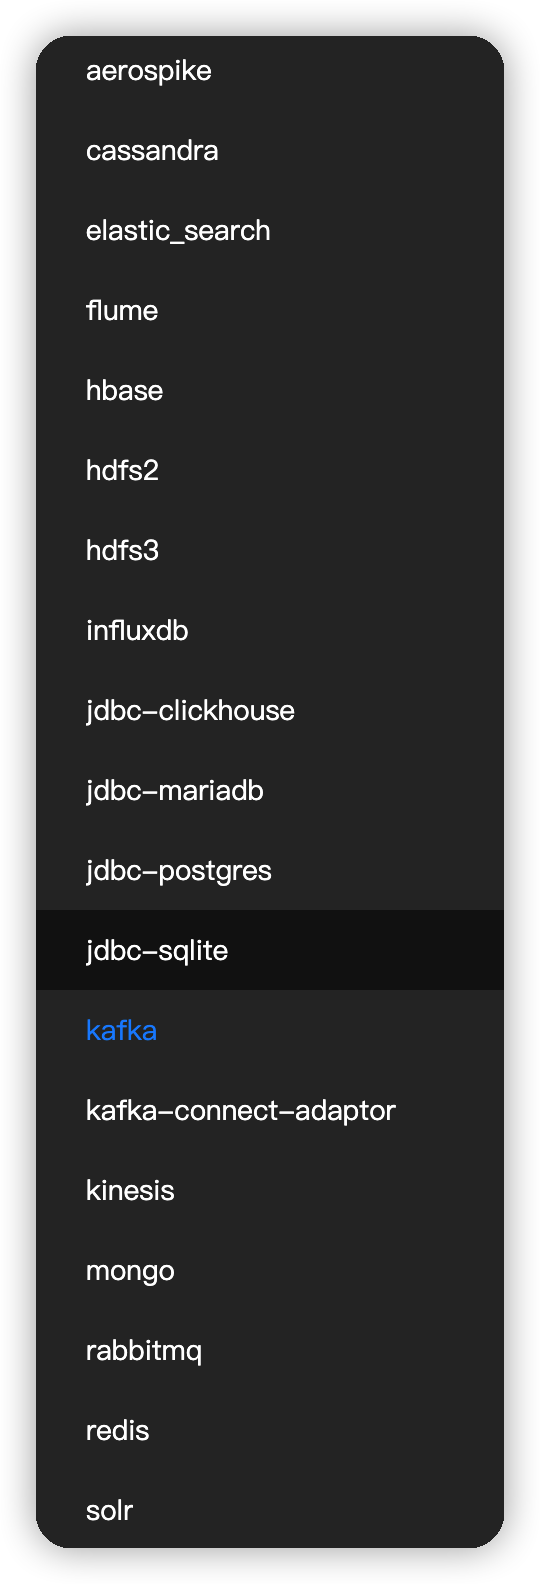 aerospike
cassandra
elastic_search
flume
hbase
hdfs2
hdfs3
influxdb
jdbc-clickhouse
jdbc-mariadb
jdbc-postgres
jdbc-sqlite
kafka
kafka-connect-adaptor
kinesis
mongo
rabbitmq
redis
solr